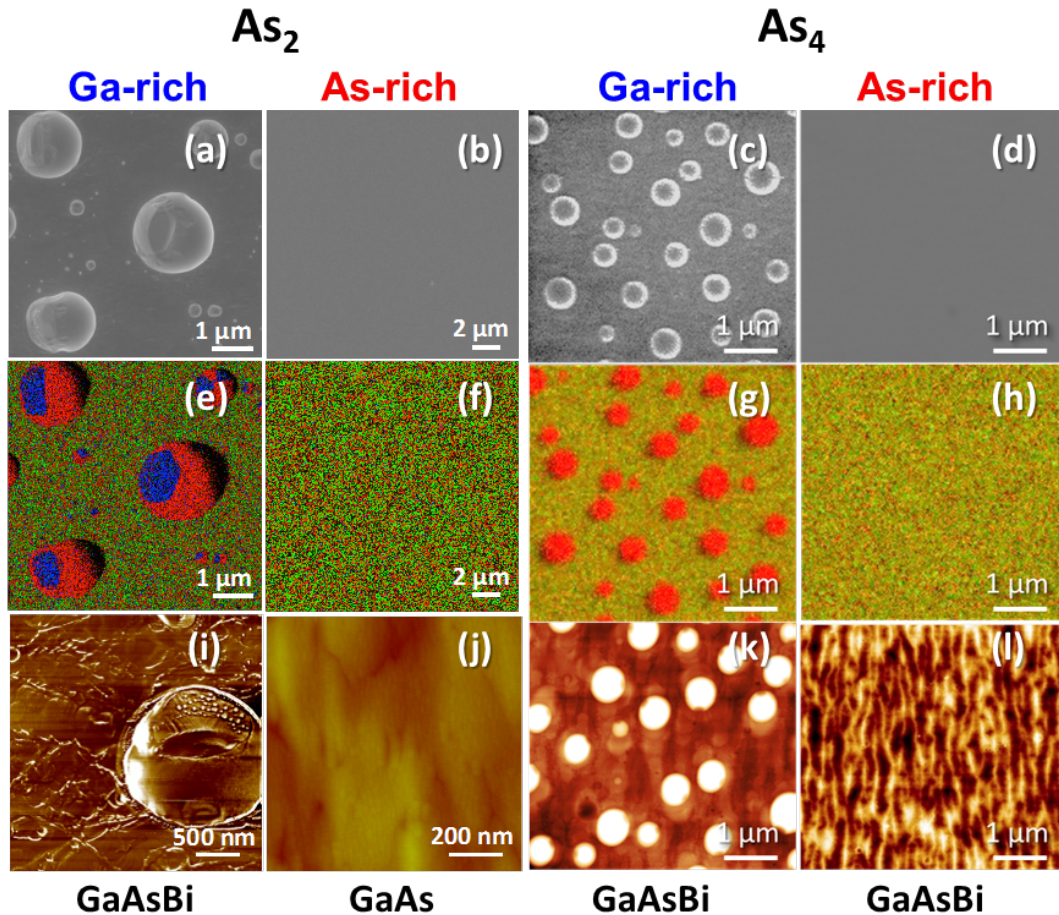 As₂ As₄
Ga-rich As-rich Ga-rich As-rich
(a) (b) (c) (d)
1 μm 2 μm 1 μm 1 μm
(e) (f) (g) (h)
1 μm 2 μm 1 μm 1 μm
(i) (j) (k) (l)
500 nm 200 nm 1 μm 1 μm
GaAsBi GaAs GaAsBi GaAsBi